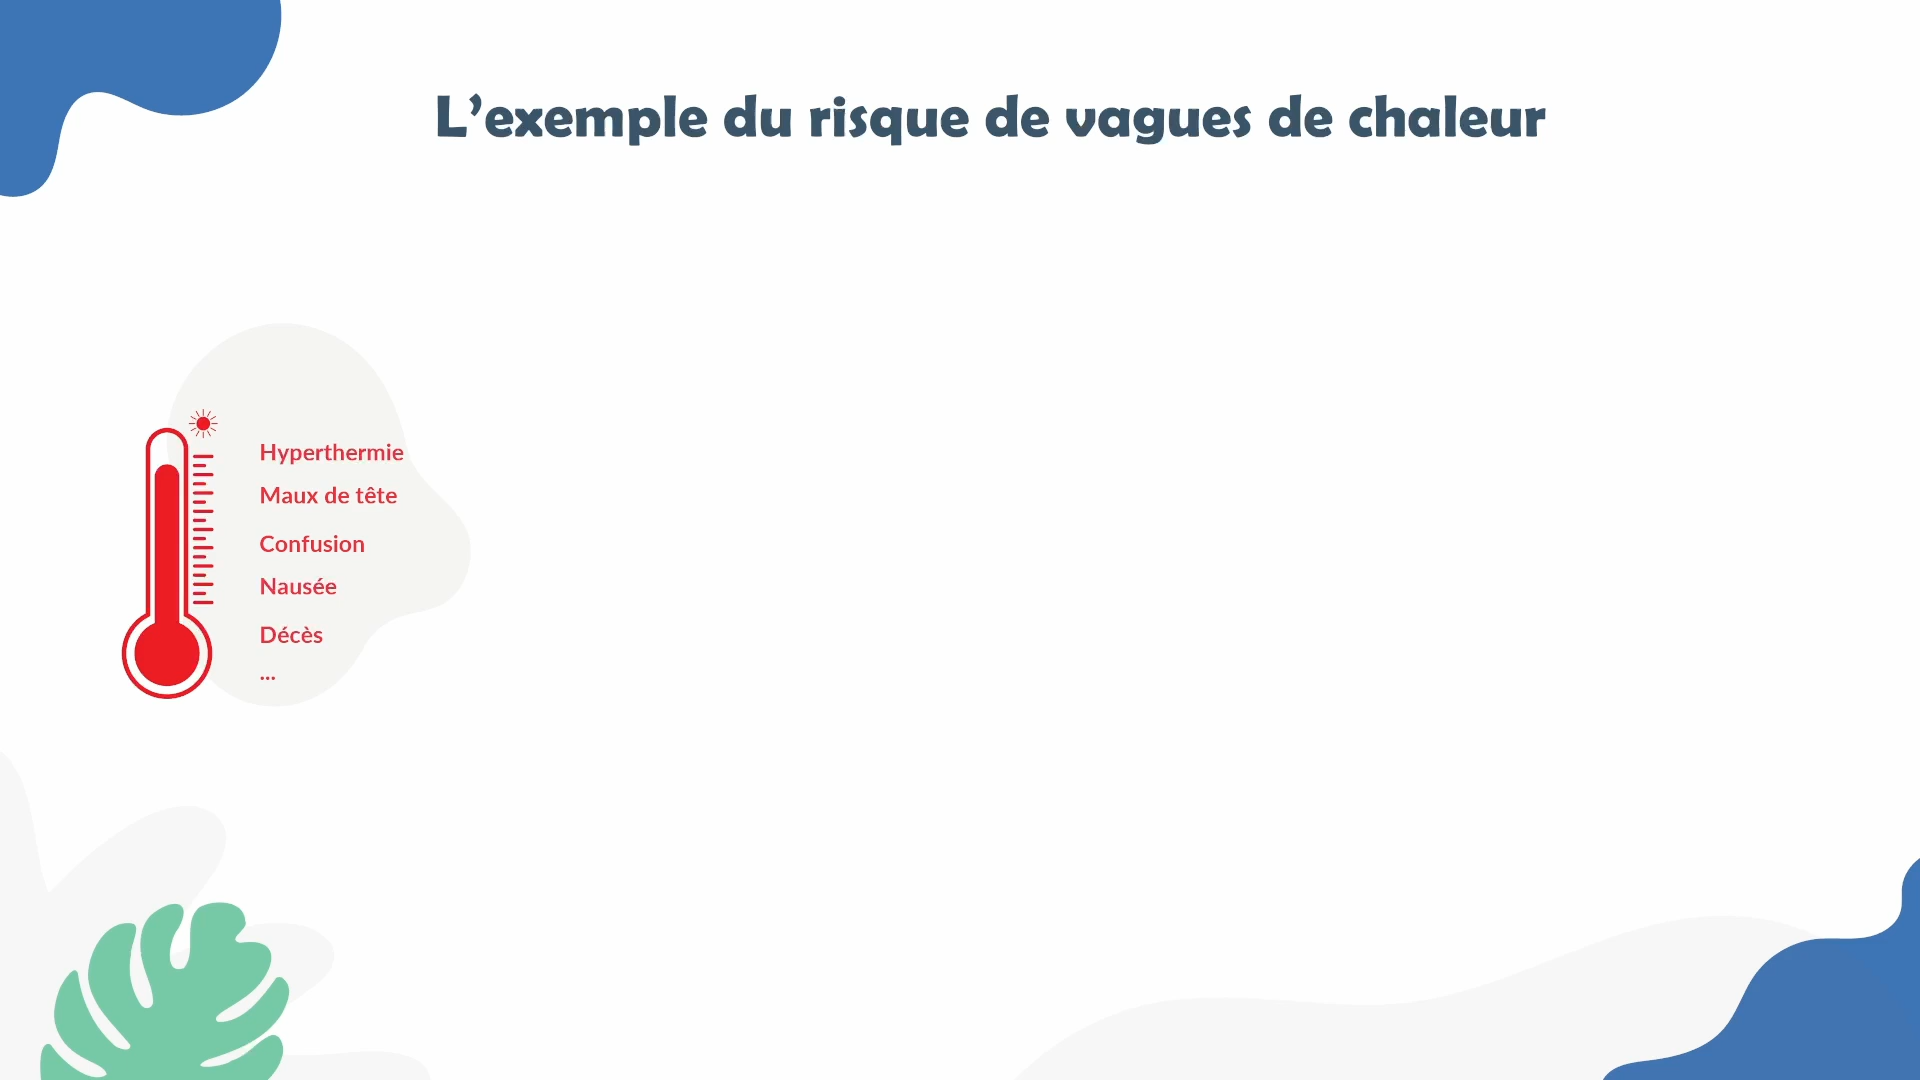 L’exemple du risque de vagues de chaleur
Hyperthermie
Maux de tête
Confusion
Nausée
Décès
...